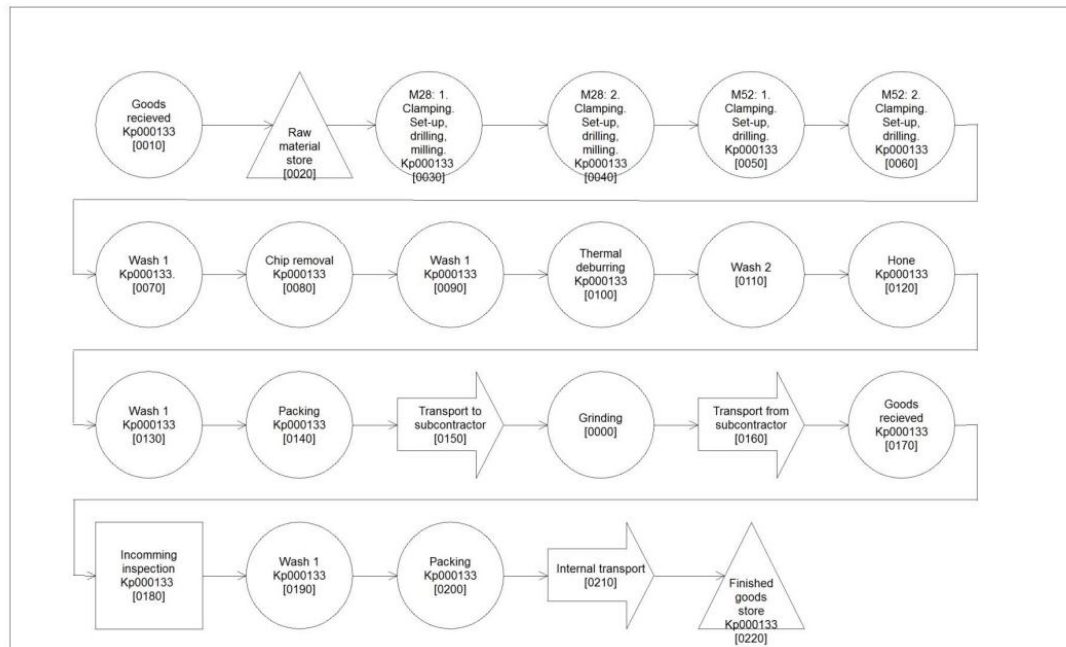 Goods
recieved
Kp000133
[0010]
Raw
material
store
[0020]
M28: 1.
Clamping.
Set-up,
drilling,
milling.
Kp000133
[0030]
M28: 2.
Clamping.
Set-up,
drilling,
milling.
Kp000133
[0040]
M52: 1.
Clamping.
Set-up,
drilling.
Kp000133
[0050]
M52: 2.
Clamping.
Set-up,
drilling.
Kp000133
[0060]
Wash 1
Kp000133.
[0070]
Chip removal
Kp000133
[0080]
Wash 1
Kp000133
[0090]
Thermal
deburring
Kp000133
[0100]
Wash 2
[0110]
Hone
Kp000133
[0120]
Wash 1
Kp000133
[0130]
Packing
Kp000133
[0140]
Transport to
subcontractor
[0150]
Grinding
[0000]
Transport from
subcontractor
[0160]
Goods
recieved
Kp000133
[0170]
Incomming
inspection
Kp000133
[0180]
Wash 1
Kp000133
[0190]
Packing
Kp000133
[0200]
Internal transport
[0210]
Finished
goods
store
Kp000133
[0220]